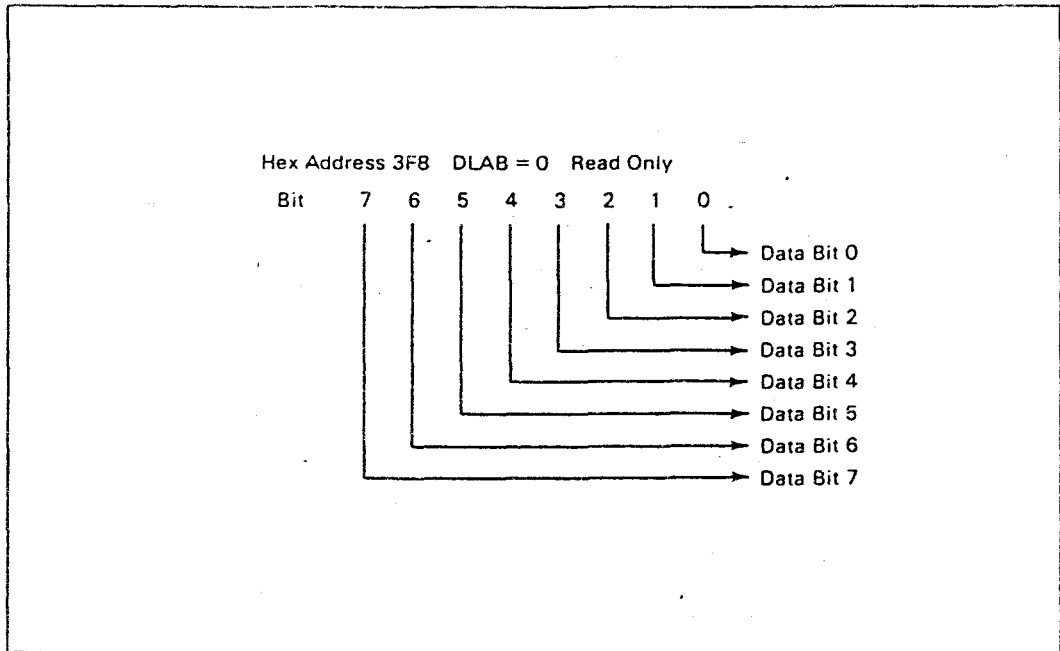 Hex Address 3F8 DLAB = 0 Read Only
Bit 7 6 5 4 3 2 1 0
Data Bit 0
Data Bit 1
Data Bit 2
Data Bit 3
Data Bit 4
Data Bit 5
Data Bit 6
Data Bit 7